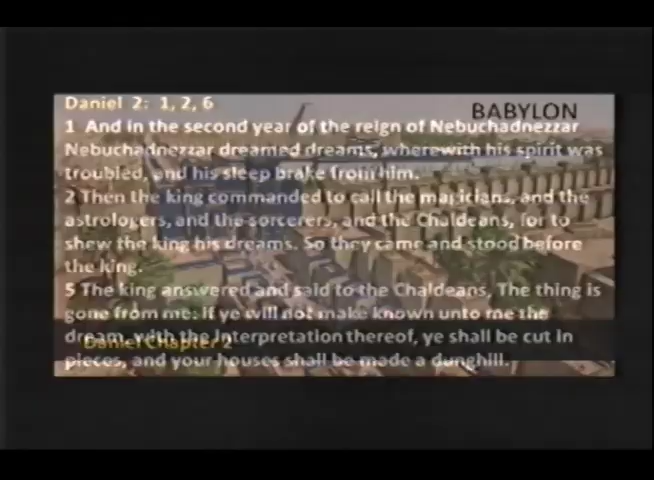 Daniel 2: 1, 2, 6
BABYLON
1 And in the second year of the reign of Nebuchadnezzar
Nebuchadnezzar dreamed dreams, wherewith his spirit was
troubled, and his sleep brake from him.
2 Then the king commanded to call the magicians, and the
astrologers, and the sorcerers, and the Chaldeans, for to
shew the king his dreams. So they came and stood before
the king.
5 The king answered and said to the Chaldeans, The thing is
gone from me: if ye will not make known unto me the
dream, with the interpretation thereof, ye shall be cut in
Daniel Chapter 2
pieces, and your houses shall be made a dunghill.